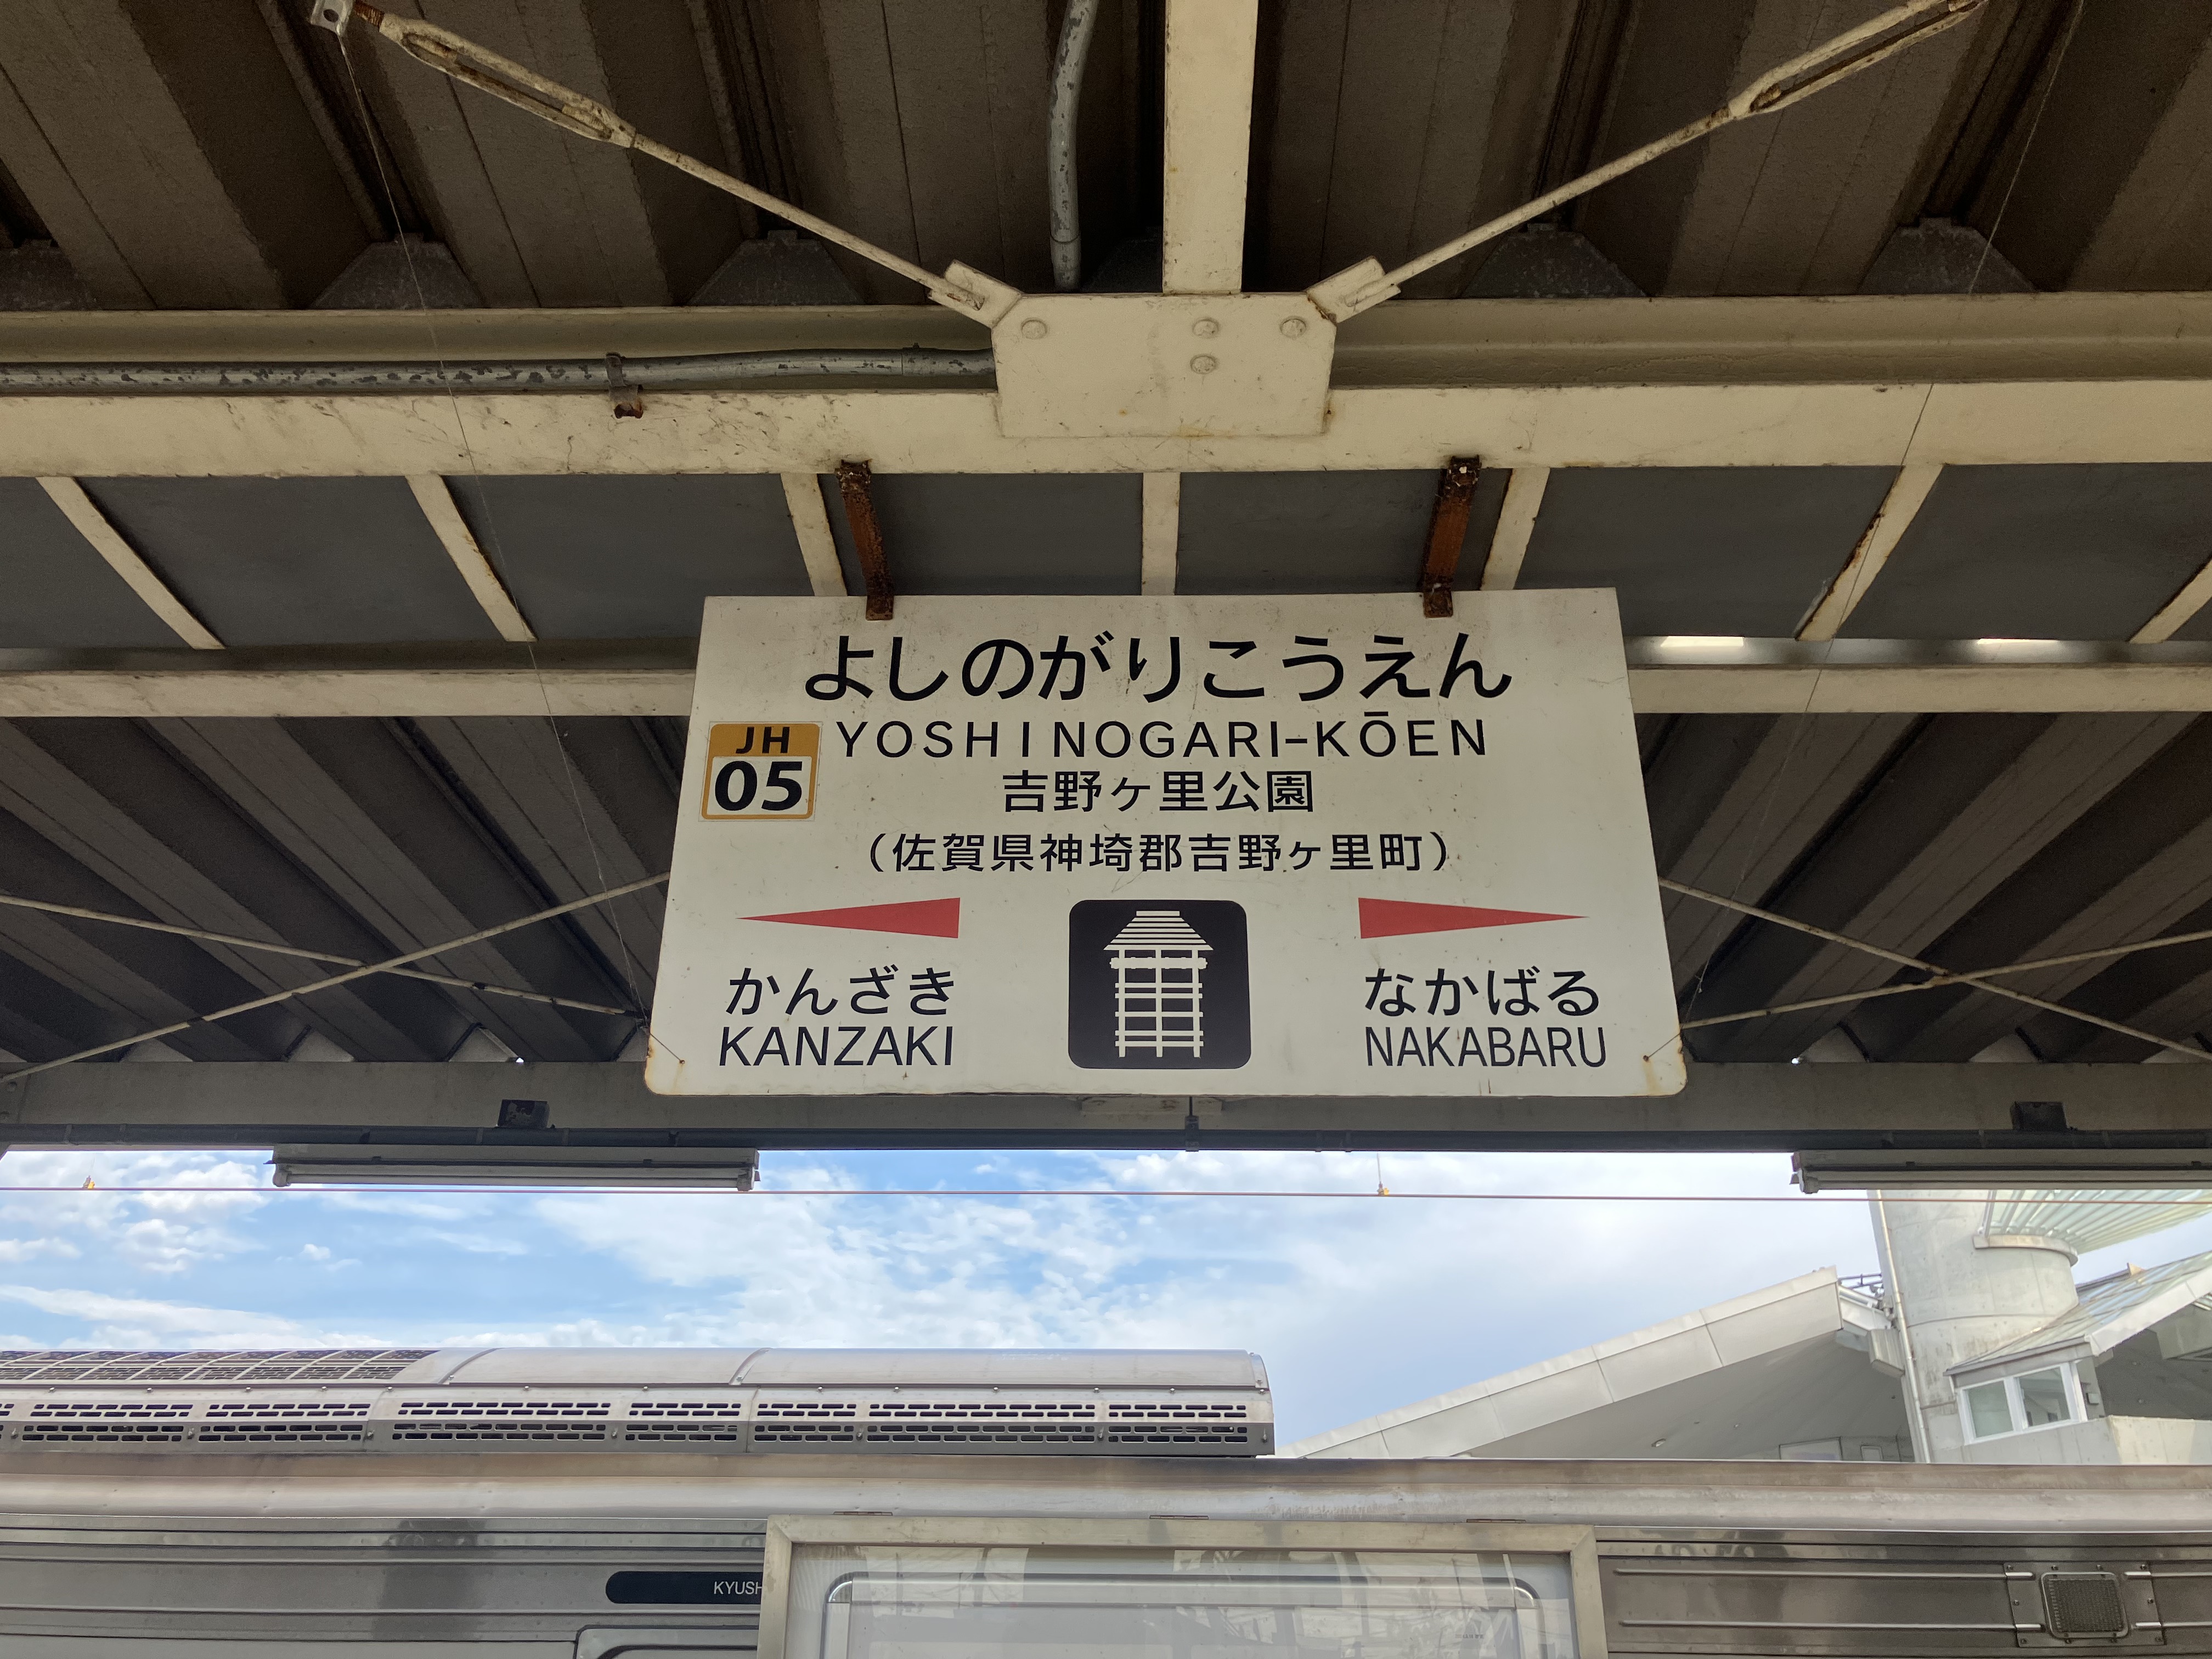 よしのがりこうえん
JH
05
YOSHINOGARI-KŌEN
吉野ヶ里公園
(佐賀県神埼郡吉野ヶ里町)
かんざき
KANZAKI
なかばる
NAKABARU
KYUSH